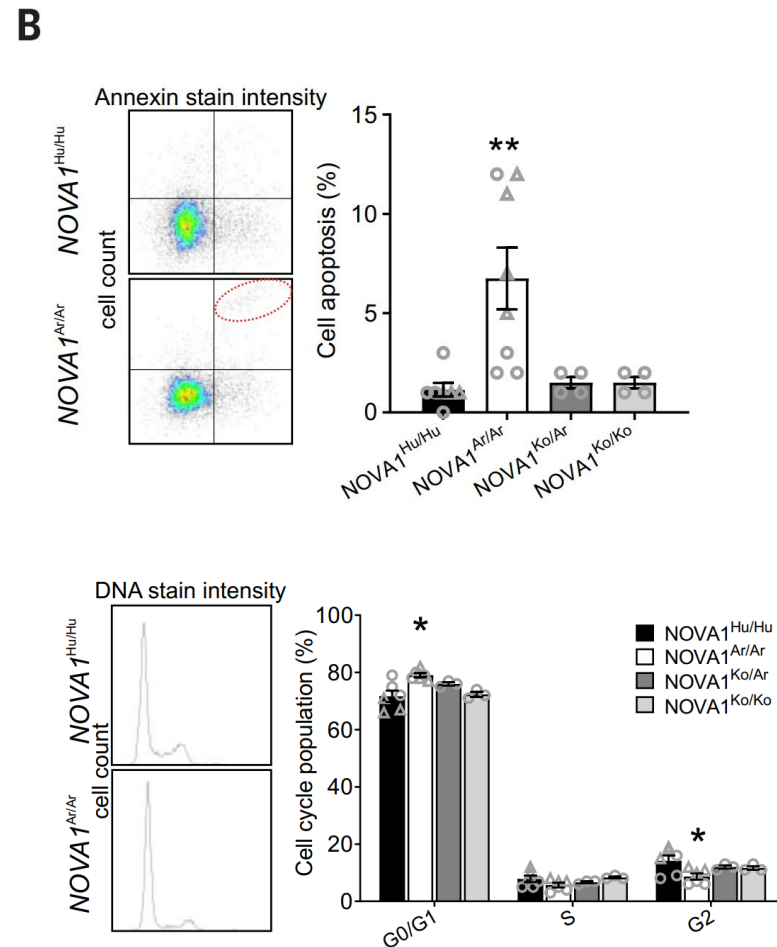 B
Annexin stain intensity
NOVA1Hu/Hu
NOVA1Ar/Ar
cell count
Cell apoptosis (%)
15
10
5
0
**
NOVA1Hu/Hu
NOVA1Ar/Ar
NOVA1Ko/Ar
NOVA1Ko/Ko
DNA stain intensity
NOVA1Hu/Hu
NOVA1Ar/Ar
cell count
Cell cycle population (%)
100
80
60
40
20
0
*
*
NOVA1Hu/Hu
NOVA1Ar/Ar
NOVA1Ko/Ar
NOVA1Ko/Ko
G0/G1
S
G2